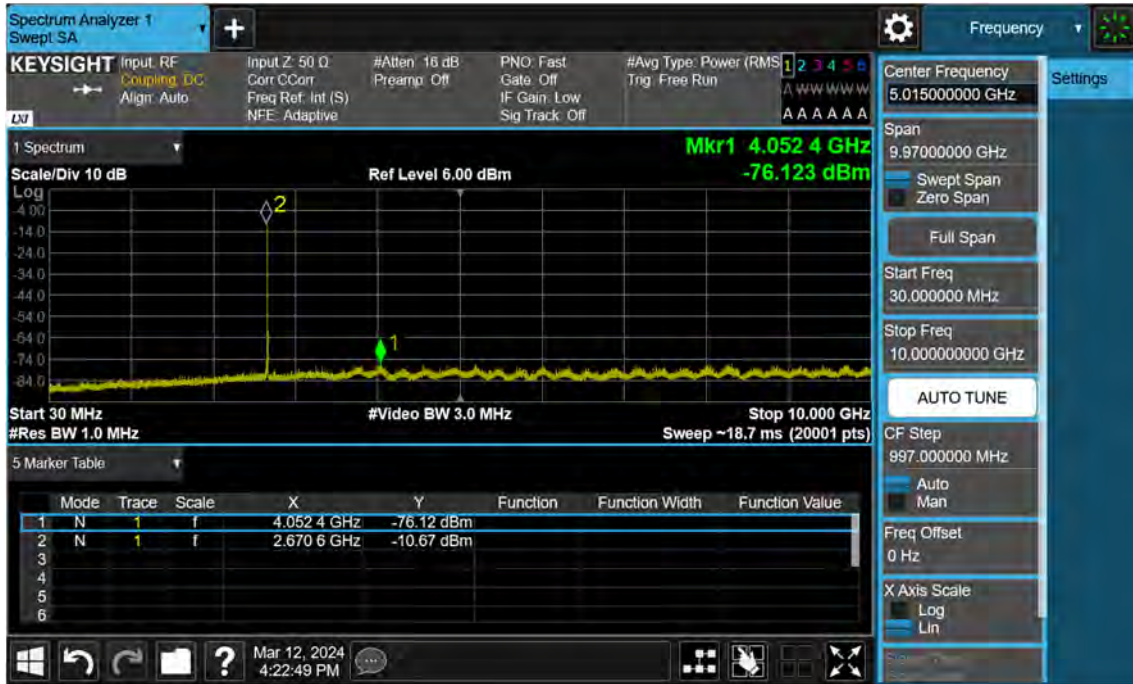 Spectrum Analyzer 1
Swept SA
+
Frequency
KEYSIGHT
Input: RF
Coupling: DC
Align: Auto
Input Z: 50 Ω
Corr CCorr
Freq Ref: Int (S)
NFE: Adaptive
#Atten: 16 dB
Preamp: Off
PNO: Fast
Gate: Off
IF Gain: Low
Sig Track: Off
#Avg Type: Power (RMS
Trig: Free Run
1 2 3 4 5 6
A W W W W W
A A A A A A
LXI
1 Spectrum
Scale/Div 10 dB
Ref Level 6.00 dBm
Mkr1 4.052 4 GHz
-76.123 dBm
Log
-4.00
-14.0
-24.0
-34.0
-44.0
-54.0
-64.0
-74.0
-84.0
2
1
Start 30 MHz
#Res BW 1.0 MHz
#Video BW 3.0 MHz
Stop 10.000 GHz
Sweep ~18.7 ms (20001 pts)
5 Marker Table
Mode Trace Scale X Y Function Function Width Function Value
1 N 1 f 4.052 4 GHz -76.12 dBm
2 N 1 f 2.670 6 GHz -10.67 dBm
3
4
5
6
?
Mar 12, 2024
4:22:49 PM
Center Frequency
5.015000000 GHz
Settings
Span
9.97000000 GHz
Swept Span
Zero Span
Full Span
Start Freq
30.000000 MHz
Stop Freq
10.000000000 GHz
AUTO TUNE
CF Step
997.000000 MHz
Auto
Man
Freq Offset
0 Hz
X Axis Scale
Log
Lin